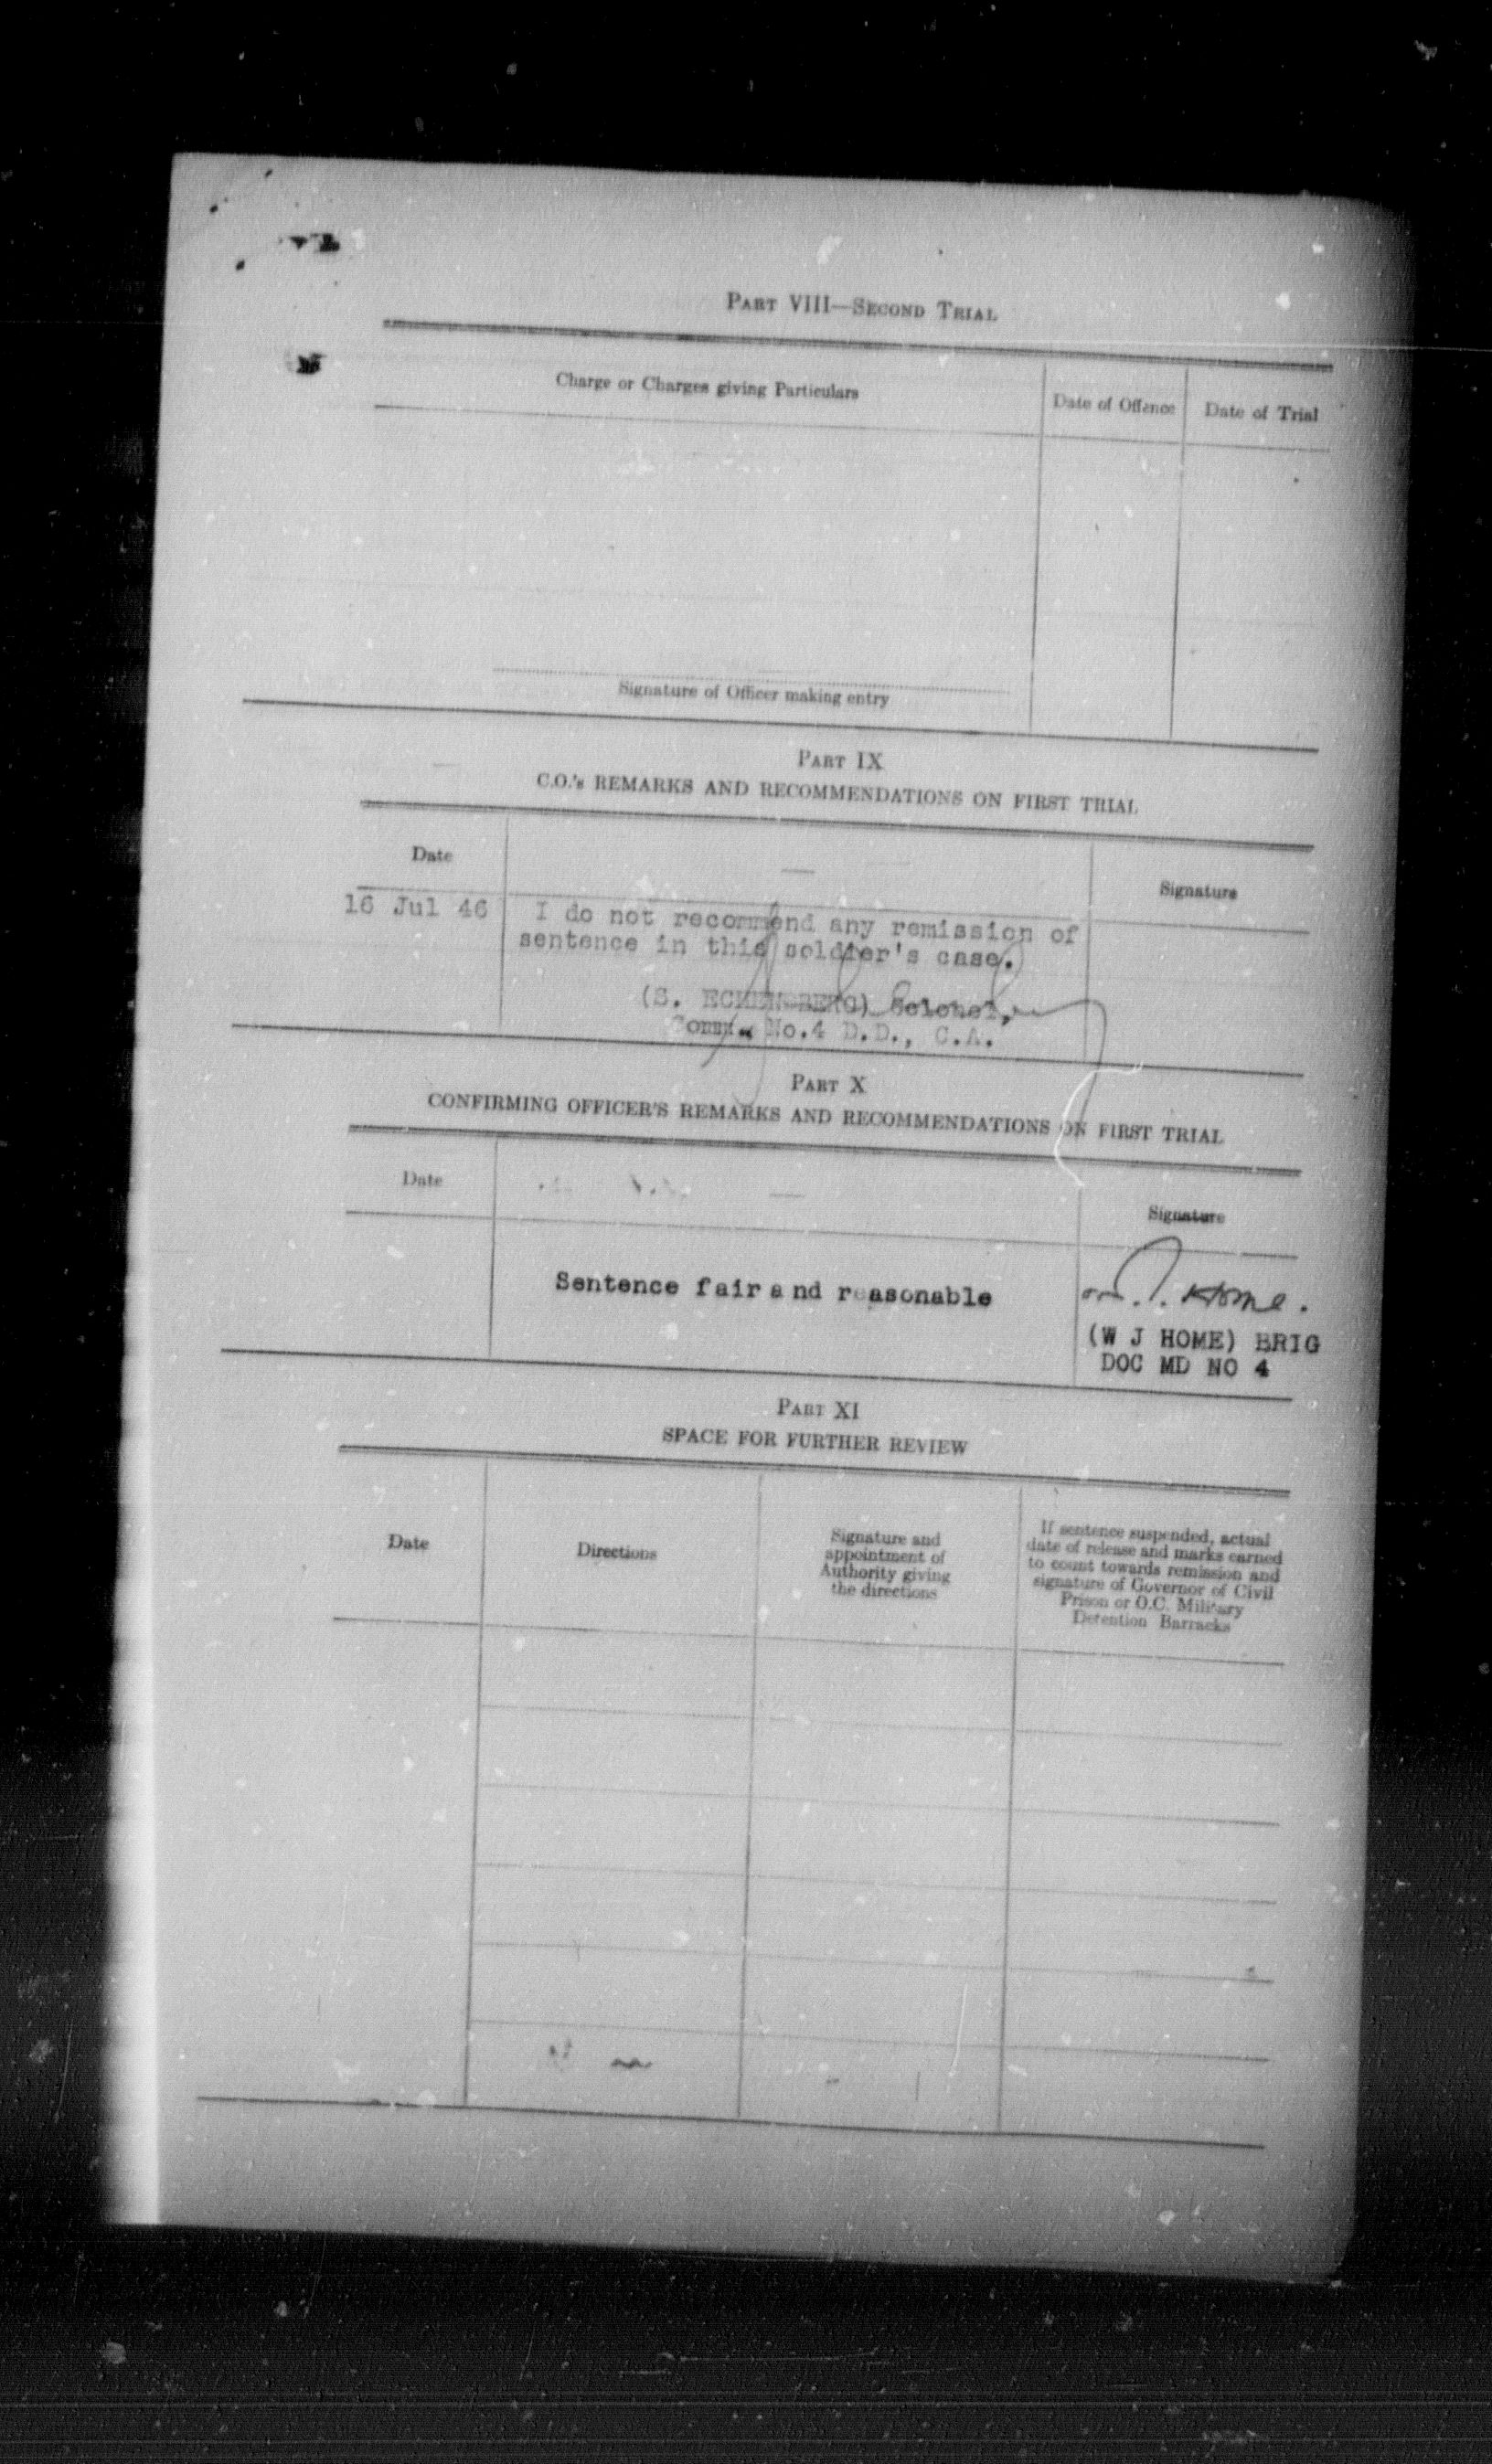 PART VIII—SECOND TRIAL
Charge or Charges giving Particulars
Date of Offence
Date of Trial
Signature of Officer making entry
PART IX
C.O.'s REMARKS AND RECOMMENDATIONS ON FIRST TRIAL
Date
—
Signature
16 Jul 46
I do not recommend any remission of
sentence in this soldier's case.
(S. ECKENSBERG) Colonel,
Comm. No.4 D.D., C.A.
PART X
CONFIRMING OFFICER'S REMARKS AND RECOMMENDATIONS ON FIRST TRIAL
Date
—
Signature
Sentence fair and reasonable
Home.
(W J HOME) BRIG
DOC MD NO 4
PART XI
SPACE FOR FURTHER REVIEW
Date
Directions
Signature and
appointment of
Authority giving
the directions
If sentence suspended, actual
date of release and marks earned
to count towards remission and
signature of Governor of Civil
Prison or O.C. Military
Detention Barracks